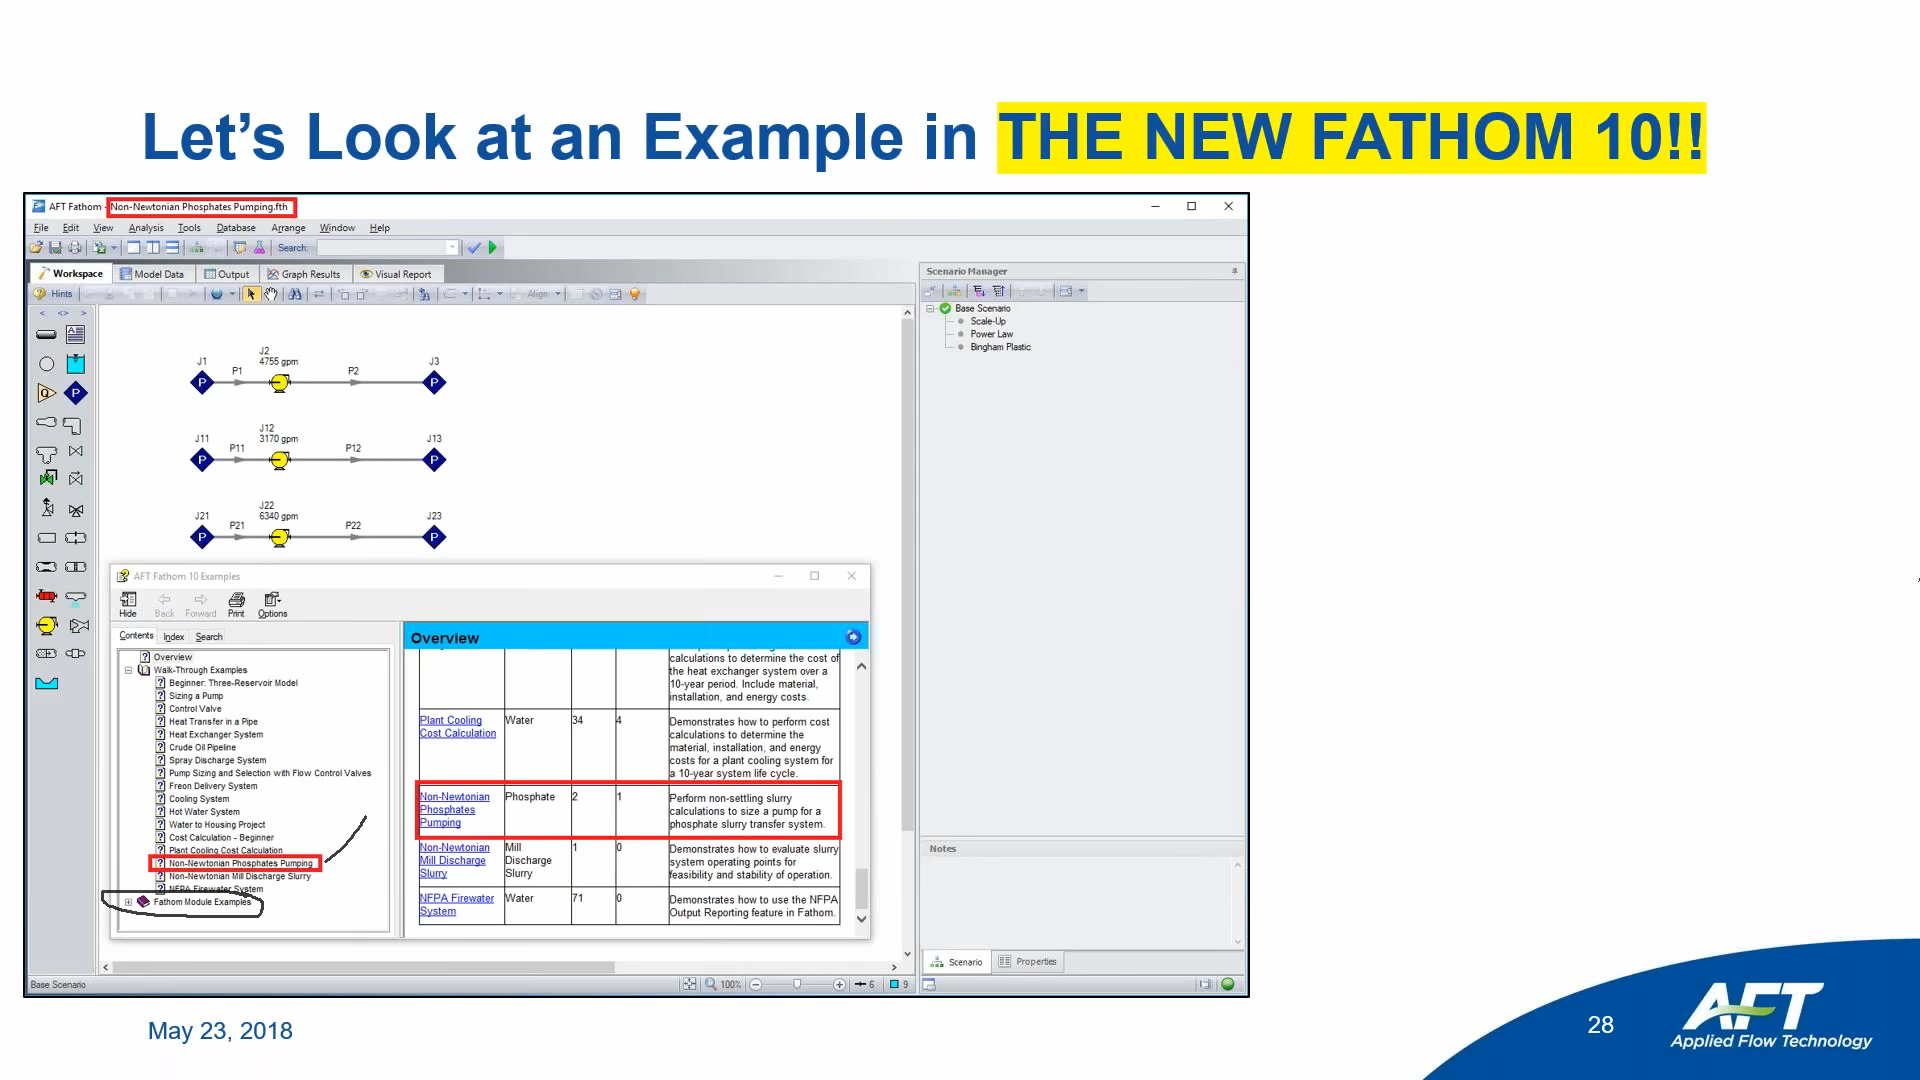 Let’s Look at an Example in THE NEW FATHOM 10!!
AFT Fathom - Non-Newtonian Phosphates Pumping.fth
File Edit View Analysis Tools Database Arrange Window Help
Search:
Workspace Model Data Output Graph Results Visual Report
Hints
Align
J1
J2
4755 gpm
J3
P1
P2
P
P
J11
J12
3170 gpm
J13
P11
P12
P
P
J21
J22
6340 gpm
J23
P21
P22
P
P
Scenario Manager
Base Scenario
Scale-Up
Power Law
Bingham Plastic
AFT Fathom 10 Examples
Hide Back Forward Print Options
Contents Index Search
Overview
Walk-Through Examples
Beginner: Three-Reservoir Model
Sizing a Pump
Control Valve
Heat Transfer in a Pipe
Heat Exchanger System
Crude Oil Pipeline
Spray Discharge System
Pump Sizing and Selection with Flow Control Valves
Freon Delivery System
Cooling System
Hot Water System
Water to Housing Project
Cost Calculation - Beginner
Plant Cooling Cost Calculation
Non-Newtonian Phosphates Pumping
Non-Newtonian Mill Discharge Slurry
NFPA Firewater System
Fathom Module Examples
Overview
calculations to determine the cost of
the heat exchanger system over a
10-year period. Include material,
installation, and energy costs.
Plant Cooling Water 34 4 Demonstrates how to perform cost
Cost Calculation calculations to determine the
material, installation, and energy
costs for a plant cooling system for
a 10-year system life cycle.
Non-Newtonian Phosphate 2 1 Perform non-settling slurry
Phosphates calculations to size a pump for a
Pumping phosphate slurry transfer system.
Non-Newtonian Mill 1 0 Demonstrates how to evaluate slurry
Mill Discharge Discharge system operating points for
Slurry Slurry feasibility and stability of operation.
NFPA Firewater Water 71 0 Demonstrates how to use the NFPA
System Output Reporting feature in Fathom.
Notes
Scenario Properties
Base Scenario
100%
6
9
May 23, 2018
28
AFT
Applied Flow Technology